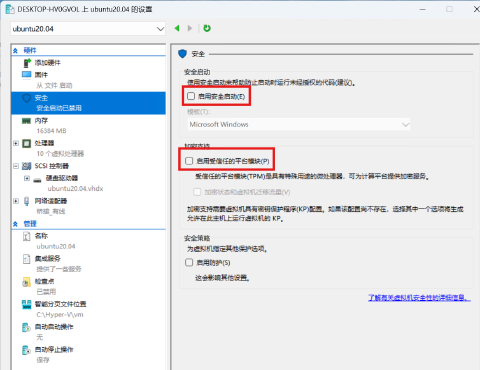 DESKTOP-HV0GVOL 上 ubuntu20.04 的设置
ubuntu20.04
硬件
添加硬件
固件
从 文件 启动
安全
安全启动已禁用
内存
16384 MB
处理器
10 个虚拟处理器
SCSI 控制器
硬盘驱动器
ubuntu20.04.vhdx
网络适配器
桥接_有线
管理
名称
ubuntu20.04
集成服务
提供了一些服务
检查点
已禁用
智能分页文件位置
C:\Hyper-V\vm
自动启动操作
无
自动停止操作
保存
安全
安全启动
使用安全启动来帮助防止启动时运行未经授权的代码(建议)。
启用安全启动(E)
模板(T):
Microsoft Windows
加密支持
启用受信任的平台模块(P)
受信任的平台模块(TPM)是具有特殊用途的微处理器，可为计算平台提供加密服务。
加密状态和虚拟机迁移流量(V)
加密支持需要虚拟机具有密钥保护程序(KP)配置。如果该配置尚不存在，选择其中一个选项将生成
允许在此主机上运行虚拟机的 KP。
安全策略
为虚拟机指定其他保护选项。
启用防护(S)
这会影响其他设置。
了解有关虚拟机安全性的详细信息。